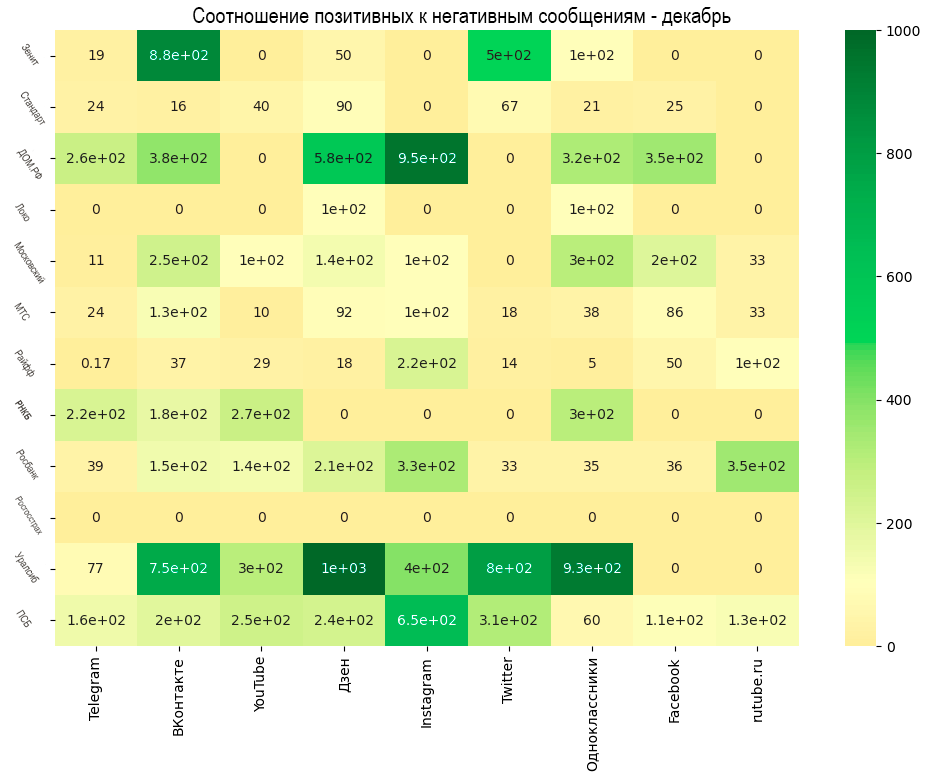 Соотношение позитивных к негативным сообщениям - декабрь
Зенит 19 8.8e+02 0 50 0 5e+02 1e+02 0 0
Стандарт 24 16 40 90 0 67 21 25 0
ДОМ.РФ 2.6e+02 3.8e+02 0 5.8e+02 9.5e+02 0 3.2e+02 3.5e+02 0
Локо 0 0 0 1e+02 0 0 1e+02 0 0
Московский 11 2.5e+02 1e+02 1.4e+02 1e+02 0 3e+02 2e+02 33
МТС 24 1.3e+02 10 92 1e+02 18 38 86 33
Райфф 0.17 37 29 18 2.2e+02 14 5 50 1e+02
РНКБ 2.2e+02 1.8e+02 2.7e+02 0 0 0 3e+02 0 0
Росбанк 39 1.5e+02 1.4e+02 2.1e+02 3.3e+02 33 35 36 3.5e+02
Росгосстрах 0 0 0 0 0 0 0 0 0
Уралсиб 77 7.5e+02 3e+02 1e+03 4e+02 8e+02 9.3e+02 0 0
ПСБ 1.6e+02 2e+02 2.5e+02 2.4e+02 6.5e+02 3.1e+02 60 1.1e+02 1.3e+02
Telegram ВКонтакте YouTube Дзен Instagram Twitter Одноклассники Facebook rutube.ru
1000
800
600
400
200
0